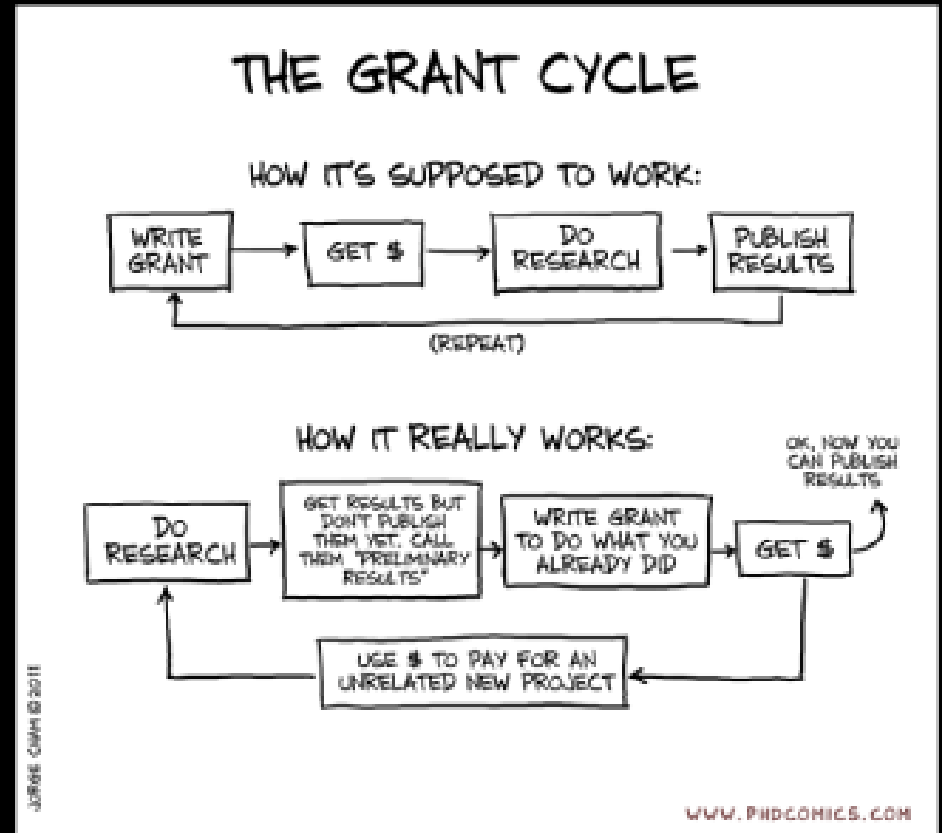 THE GRANT CYCLE
HOW IT'S SUPPOSED TO WORK:
WRITE
GRANT
GET $
DO
RESEARCH
PUBLISH
RESULTS
(REPEAT)
HOW IT REALLY WORKS:
DO
RESEARCH
GET RESULTS BUT
DON'T PUBLISH
THEM YET. CALL
THEM "PRELIMINARY
RESULTS"
WRITE GRANT
TO DO WHAT YOU
ALREADY DID
GET $
OK, NOW YOU
CAN PUBLISH
RESULTS
USE $ TO PAY FOR AN
UNRELATED NEW PROJECT
JORGE CHAM © 2011
WWW.PHDCOMICS.COM